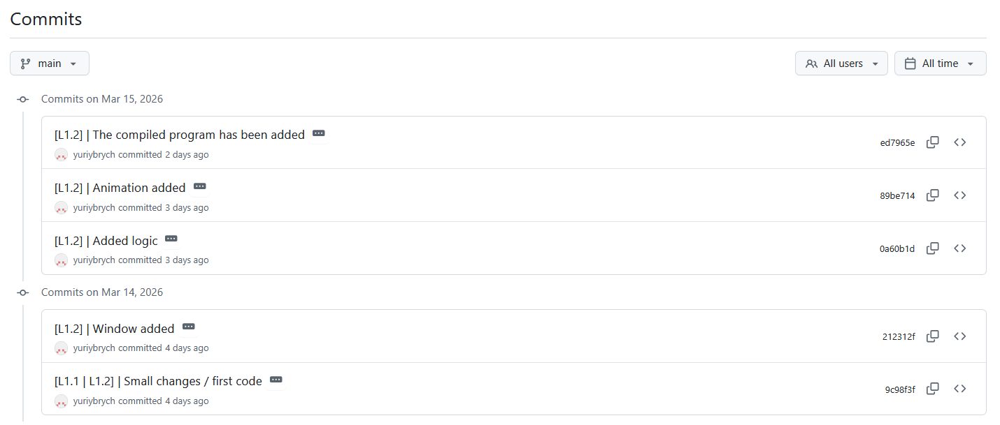 Commits
main
All users
All time
Commits on Mar 15, 2026
[L1.2] | The compiled program has been added
ed7965e
yuriybrych committed 2 days ago
[L1.2] | Animation added
89be714
yuriybrych committed 3 days ago
[L1.2] | Added logic
0a60b1d
yuriybrych committed 3 days ago
Commits on Mar 14, 2026
[L1.2] | Window added
212312f
yuriybrych committed 4 days ago
[L1.1 | L1.2] | Small changes / first code
9c98f3f
yuriybrych committed 4 days ago